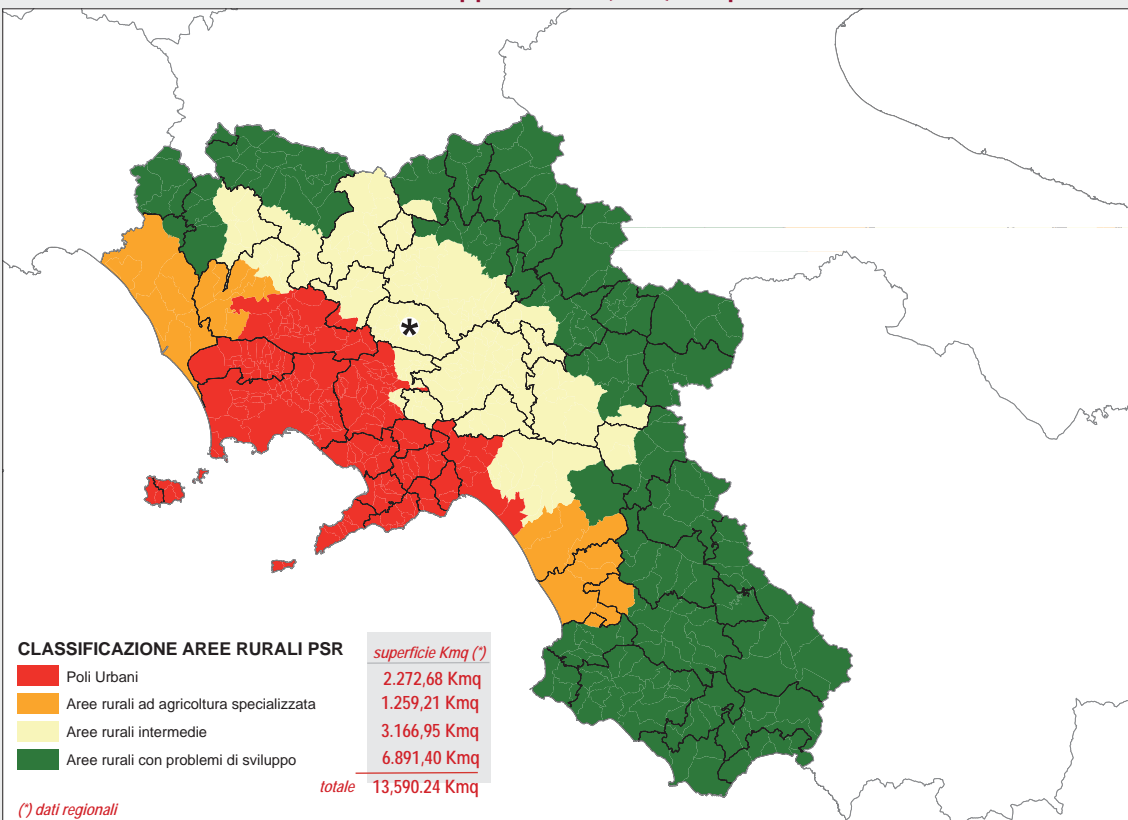 CLASSIFICAZIONE AREE RURALI PSR
superficie Kmq (*)
Poli Urbani
2.272,68 Kmq
Aree rurali ad agricoltura specializzata
1.259,21 Kmq
Aree rurali intermedie
3.166,95 Kmq
Aree rurali con problemi di sviluppo
6.891,40 Kmq
totale 13,590.24 Kmq
(*) dati regionali
*